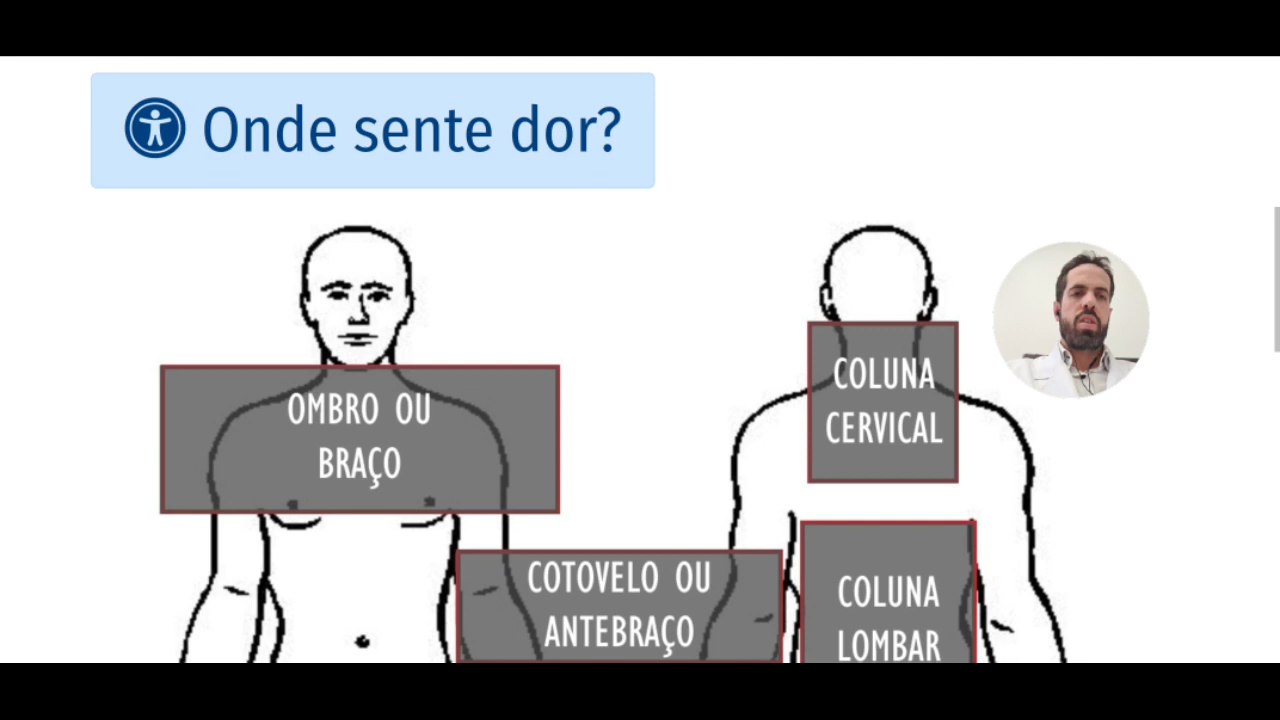 Onde sente dor?
OMBRO OU
BRAÇO
COLUNA
CERVICAL
COTOVELO OU
ANTEBRAÇO
COLUNA
LOMBAR